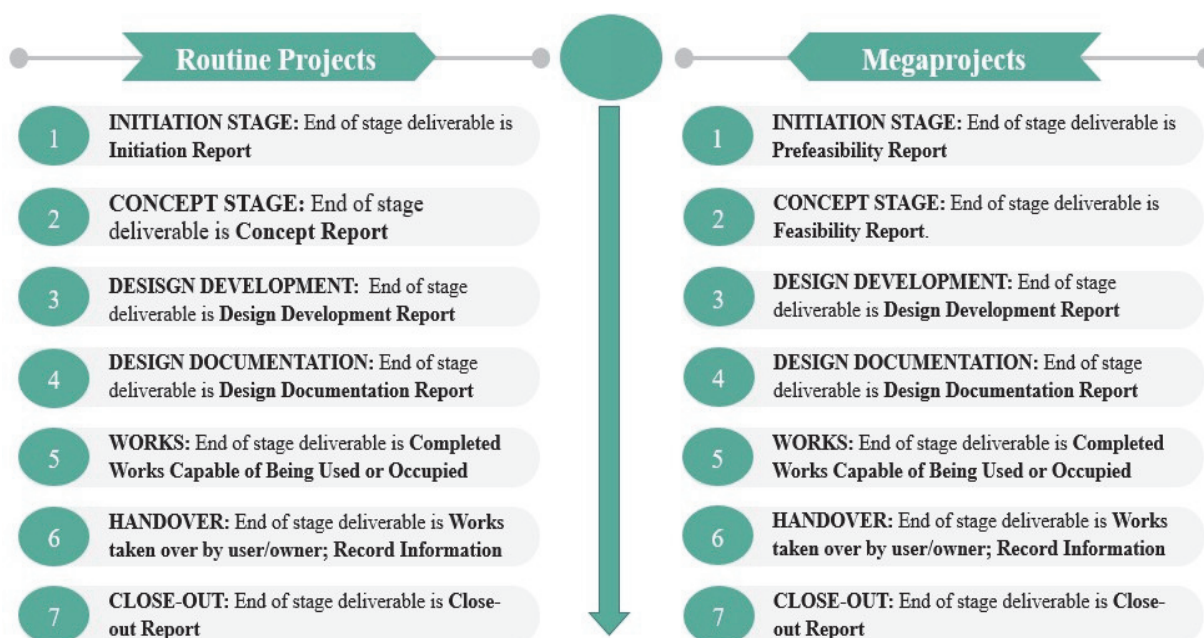 Routine Projects
1
INITIATION STAGE: End of stage deliverable is
Initiation Report
2
CONCEPT STAGE: End of stage
deliverable is Concept Report
3
DESISGN DEVELOPMENT: End of stage
deliverable is Design Development Report
4
DESIGN DOCUMENTATION: End of stage
deliverable is Design Documentation Report
5
WORKS: End of stage deliverable is Completed
Works Capable of Being Used or Occupied
6
HANDOVER: End of stage deliverable is Works
taken over by user/owner; Record Information
7
CLOSE-OUT: End of stage deliverable is Close-
out Report
Megaprojects
1
INITIATION STAGE: End of stage deliverable is
Prefeasibility Report
2
CONCEPT STAGE: End of stage deliverable is
Feasibility Report.
3
DESIGN DEVELOPMENT: End of stage
deliverable is Design Development Report
4
DESIGN DOCUMENTATION: End of stage
deliverable is Design Documentation Report
5
WORKS: End of stage deliverable is Completed
Works Capable of Being Used or Occupied
6
HANDOVER: End of stage deliverable is Works
taken over by user/owner; Record Information
7
CLOSE-OUT: End of stage deliverable is Close-
out Report